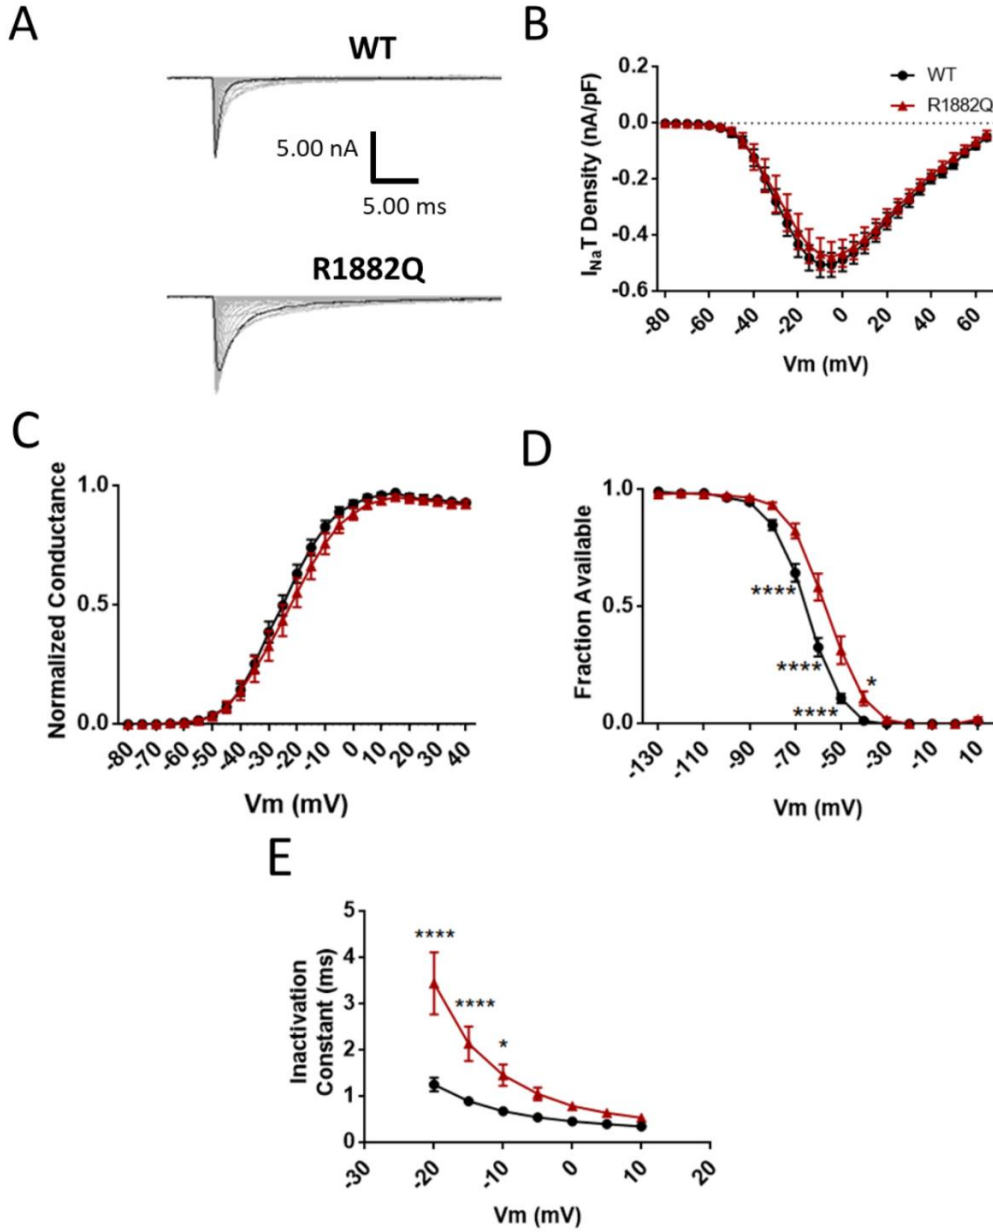 A
WT
5.00 nA
5.00 ms
R1882Q
B
WT
R1882Q
I_NaT Density (nA/pF)
0.2
0.0
-0.2
-0.4
-0.6
-80
-60
-40
-20
0
20
40
60
Vm (mV)
C
Normalized Conductance
1.0
0.5
0.0
-80
-70
-60
-50
-40
-30
-20
-10
0
10
20
30
40
Vm (mV)
D
Fraction Available
1.0
0.5
0.0
****
****
****
*
-130
-110
-90
-70
-50
-30
-10
10
Vm (mV)
E
Inactivation
Constant (ms)
5
4
3
2
1
0
****
****
*
-30
-20
-10
0
10
20
Vm (mV)